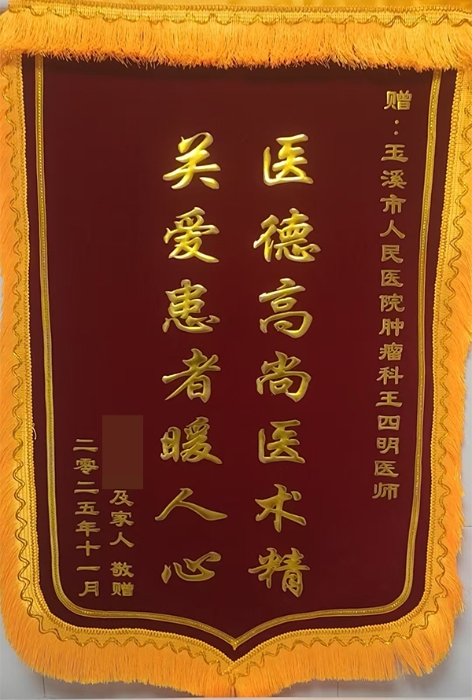 赠：玉溪市人民医院肿瘤科王四明医师
医德高尚医术精
关爱患者暖人心
及家人 敬赠
二零二五年十一月